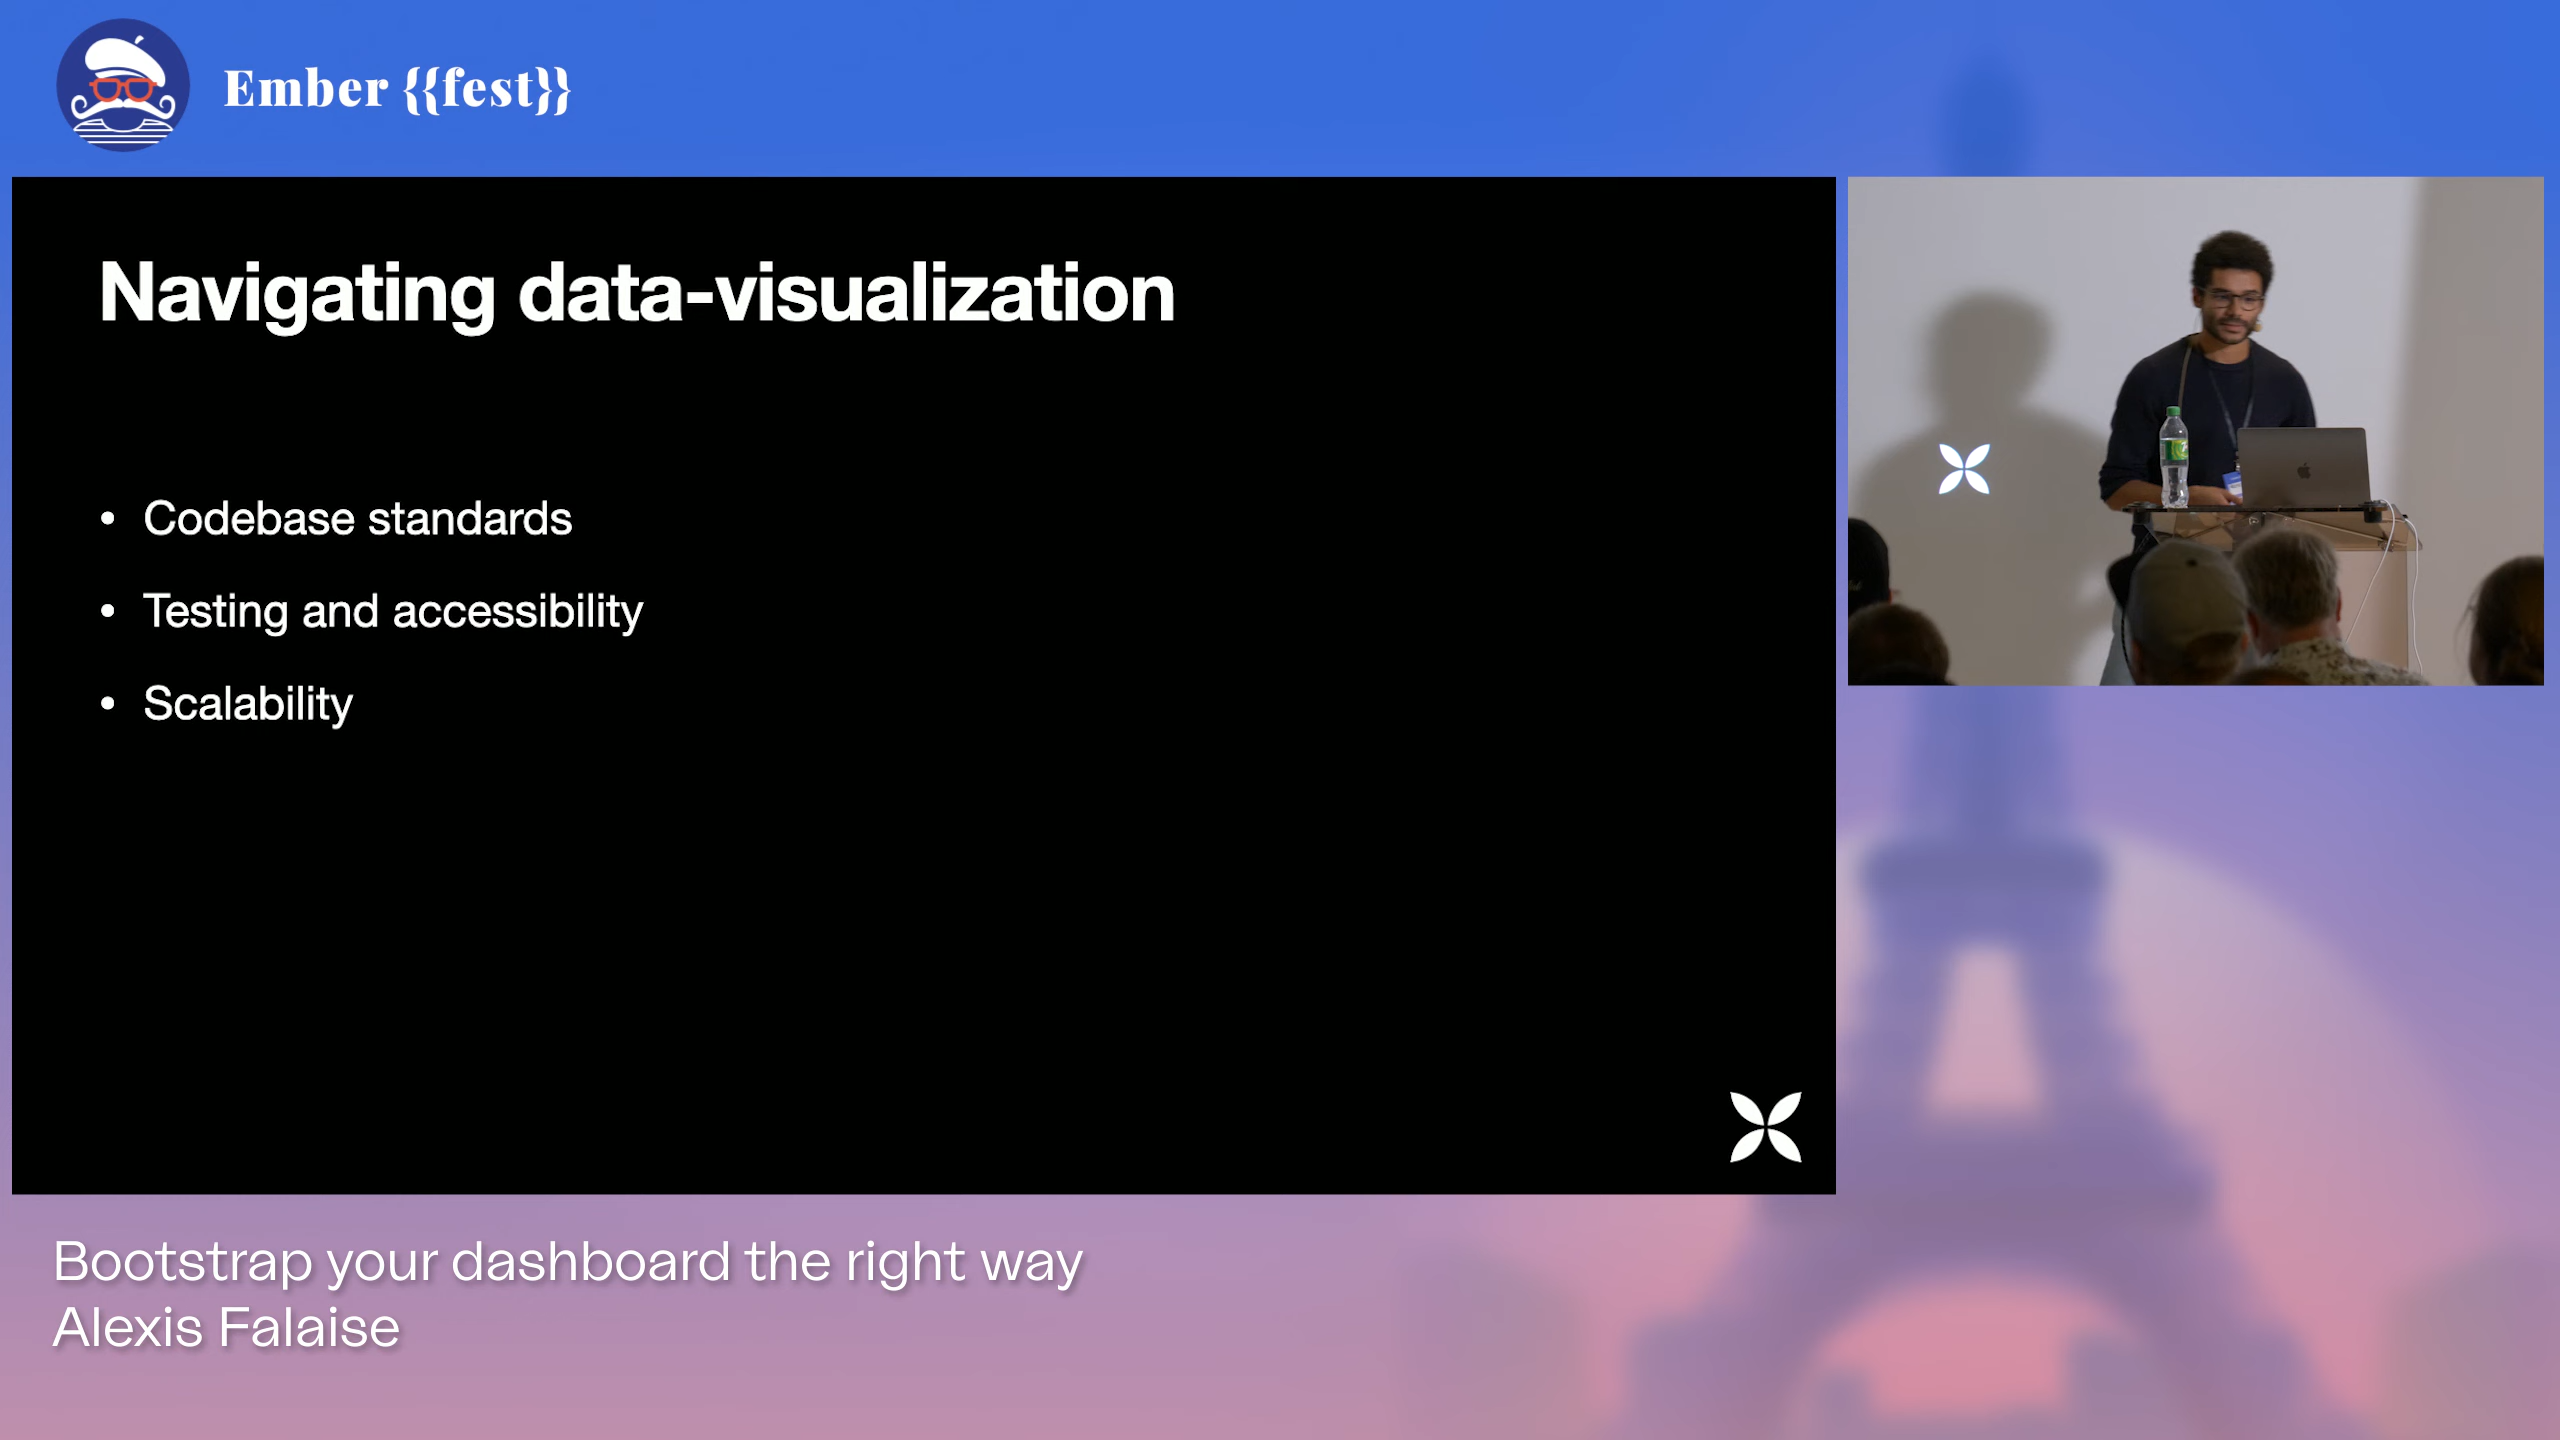 Ember {{fest}}
Navigating data-visualization
• Codebase standards
• Testing and accessibility
• Scalability
Bootstrap your dashboard the right way
Alexis Falaise